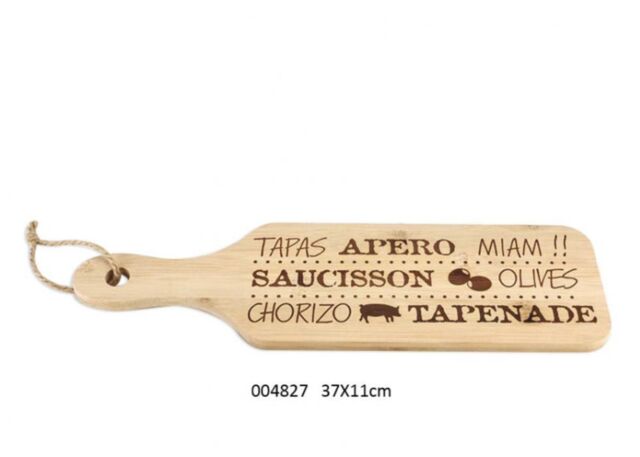 TAPAS APERO MIAM !!
SAUCISSON OLIVES
CHORIZO TAPENADE
004827 37X11cm